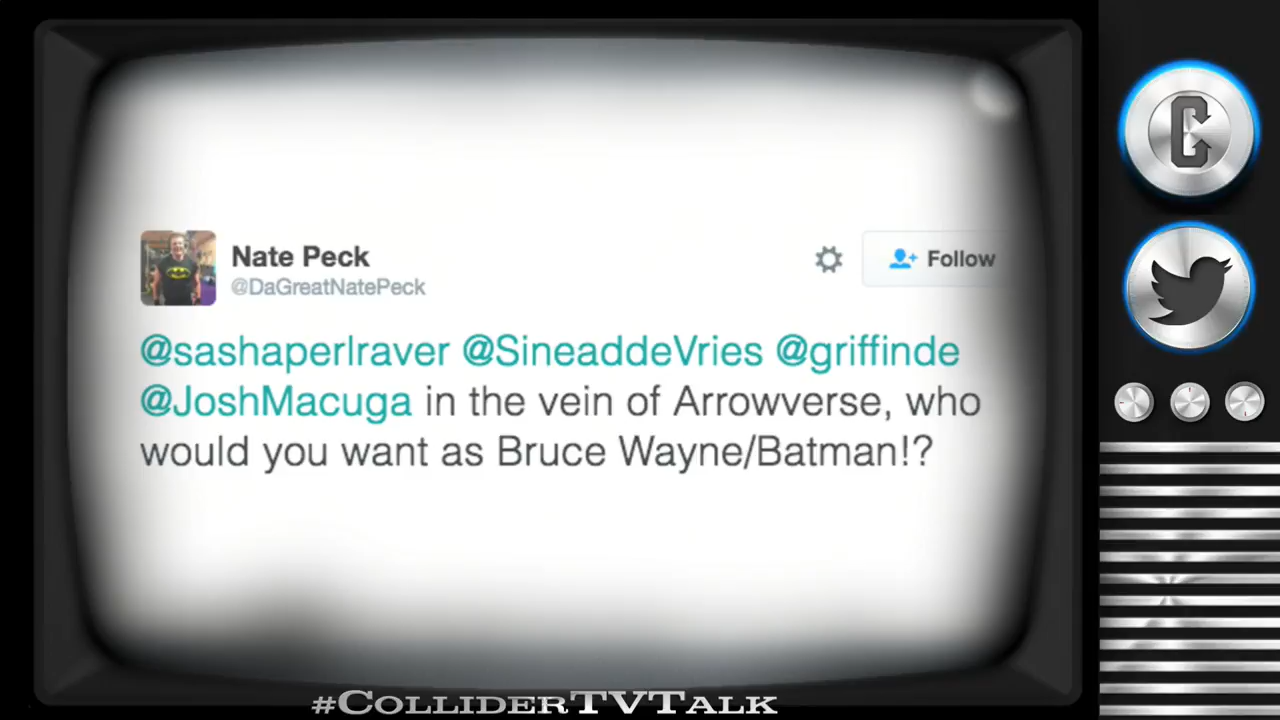 Nate Peck
Follow
@DaGreatNatePeck
@sashaperlraver @SineaddeVries @griffinde
@JoshMacuga in the vein of Arrowverse, who
would you want as Bruce Wayne/Batman!?
#ColliderTVTalk